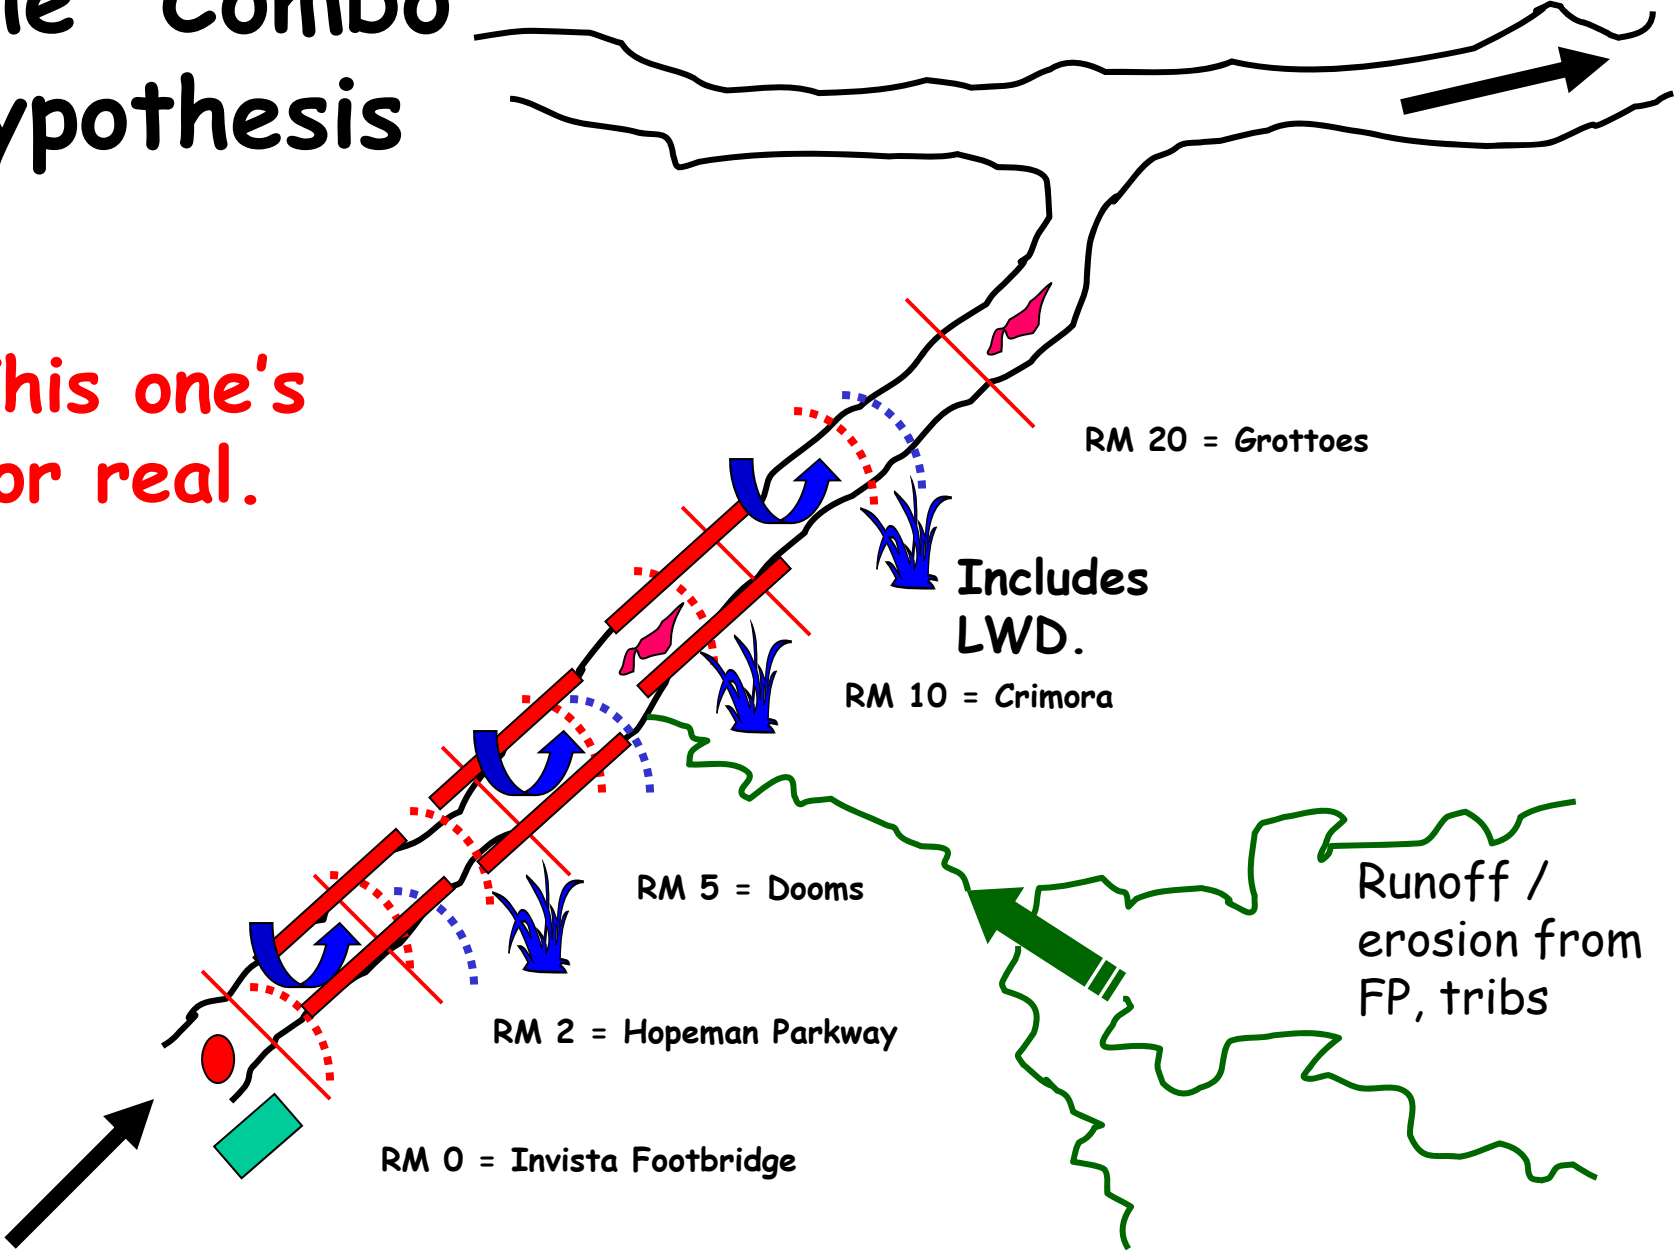 Combo
ypothesis
his one's
or real.
RM 20 = Grottoes
Includes
LWD.
RM 10 = Crimora
RM 5 = Dooms
Runoff /
erosion from
FP, tribs
RM 2 = Hopeman Parkway
RM 0 = Invista Footbridge